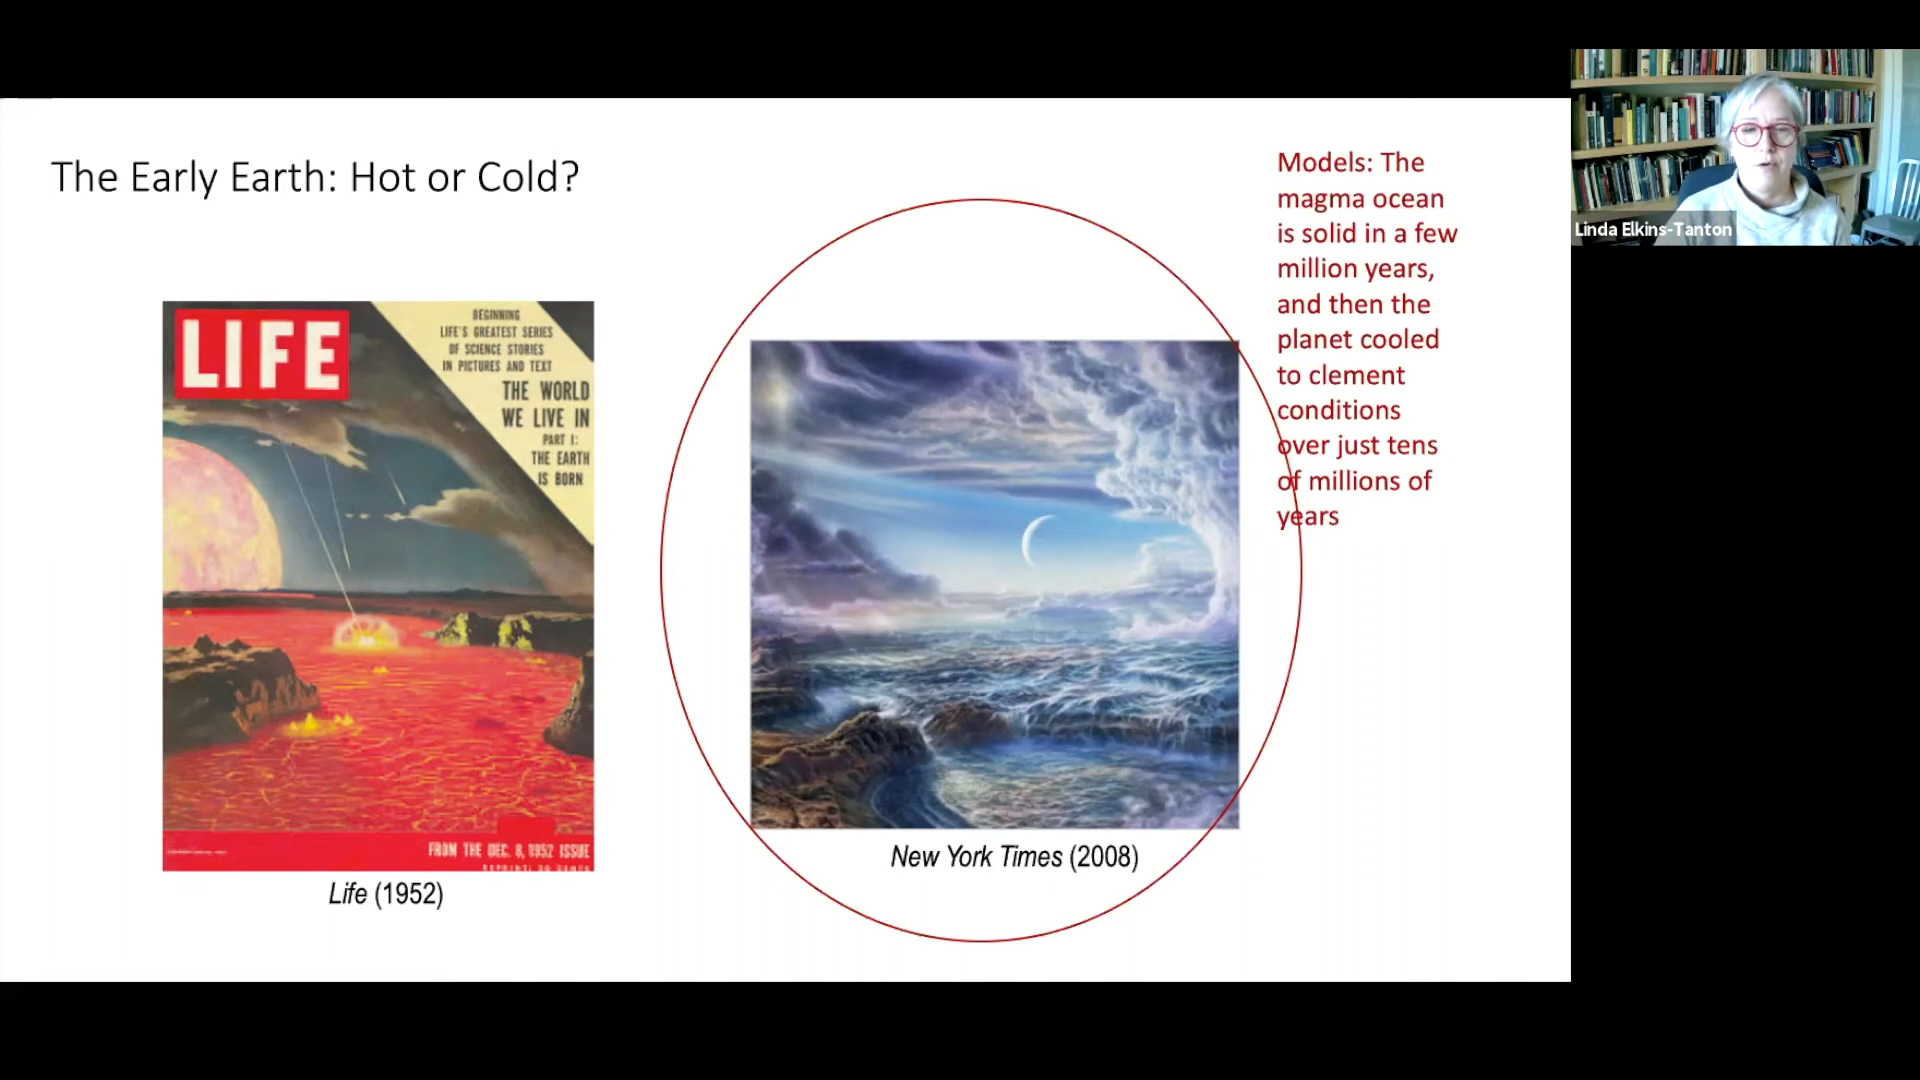 The Early Earth: Hot or Cold?
LIFE
BEGINNING
LIFE'S GREATEST SERIES
OF SCIENCE STORIES
IN PICTURES AND TEXT
THE WORLD
WE LIVE IN
PART I:
THE EARTH
IS BORN
FROM THE DEC. 8, 1952 ISSUE
Life (1952)
New York Times (2008)
Models: The
magma ocean
is solid in a few
million years,
and then the
planet cooled
to clement
conditions
over just tens
of millions of
years
Linda Elkins-Tanton